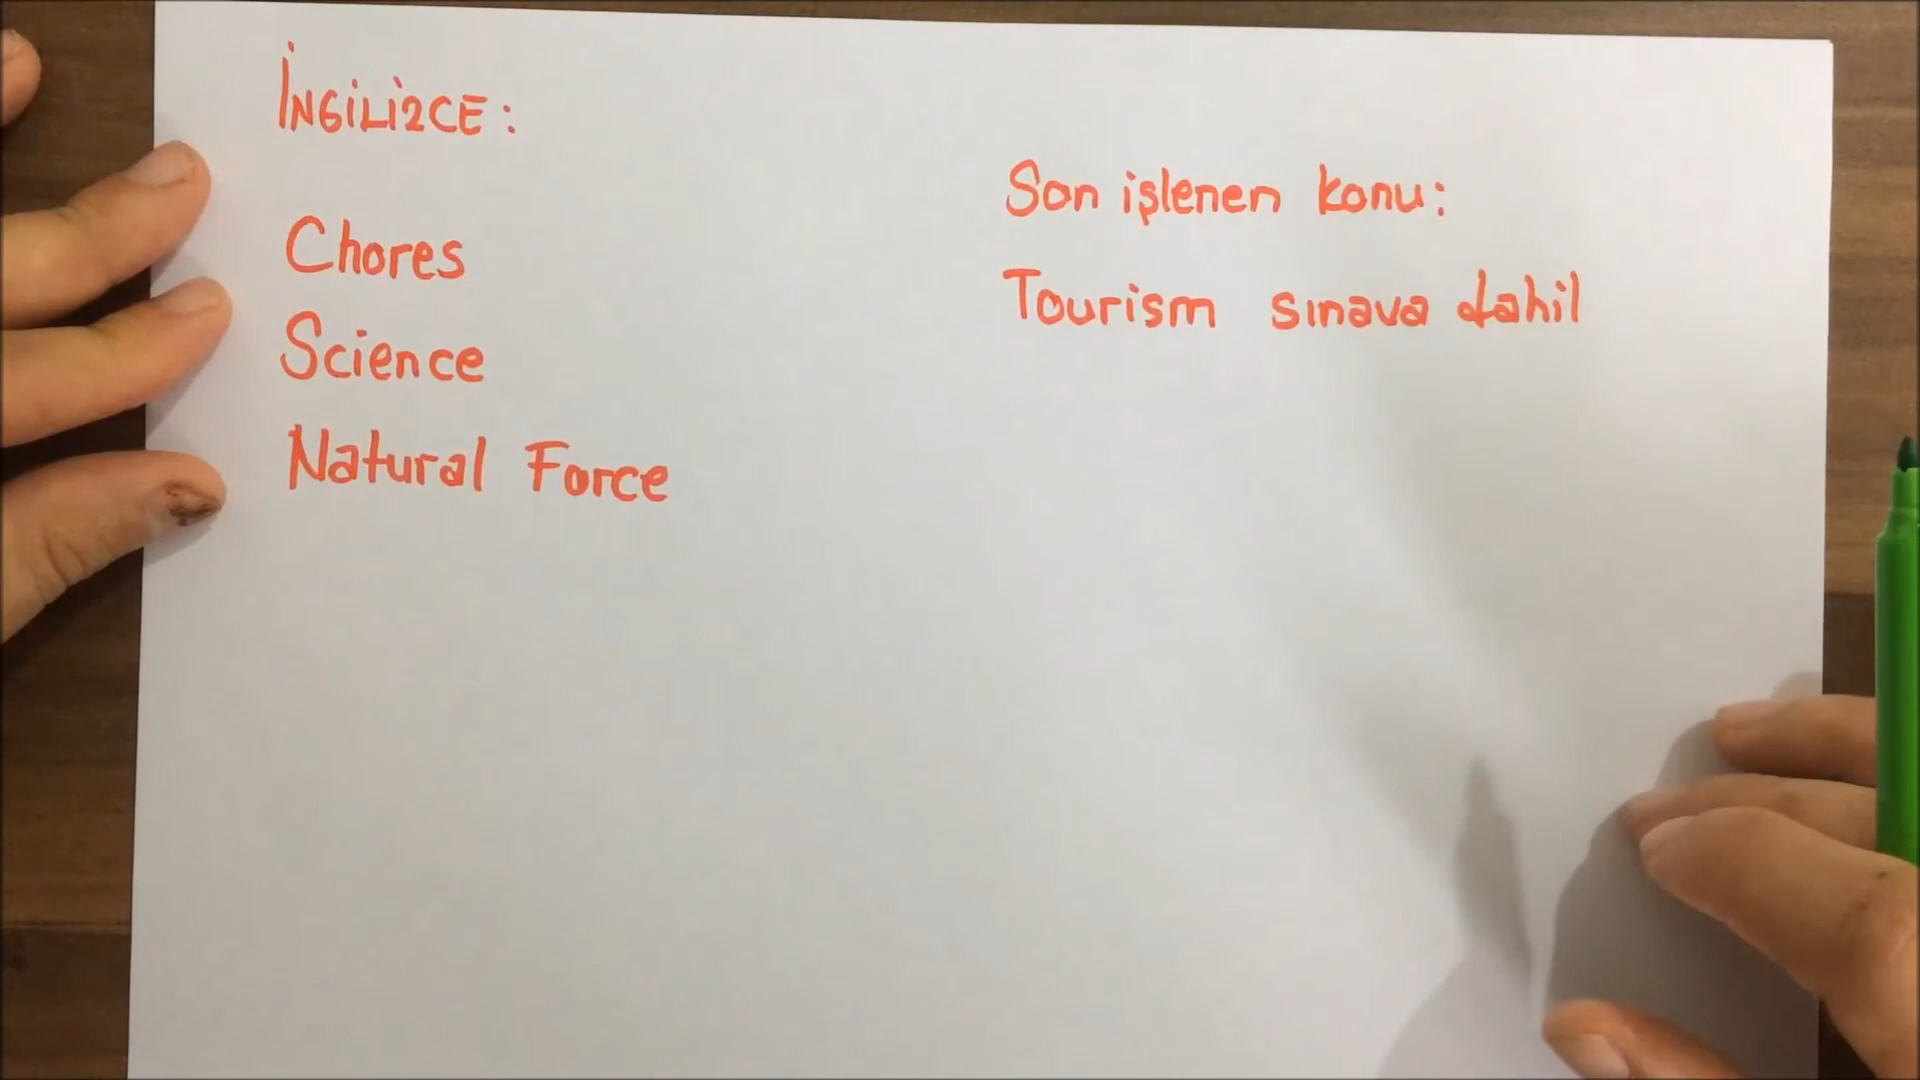 İNGİLİZCE:
Chores
Science
Natural Force
Son işlenen konu:
Tourism sınava dahil